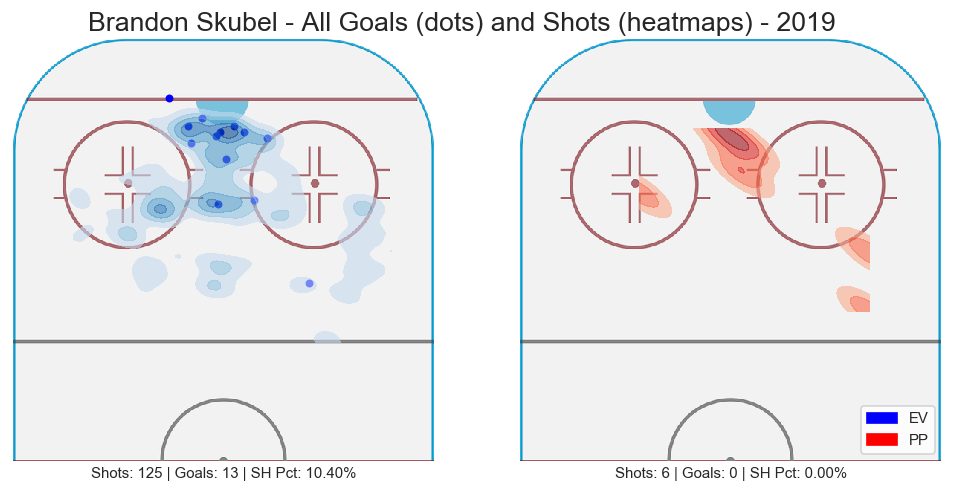 Brandon Skubel - All Goals (dots) and Shots (heatmaps) - 2019
EV
PP
Shots: 125 | Goals: 13 | SH Pct: 10.40%
Shots: 6 | Goals: 0 | SH Pct: 0.00%